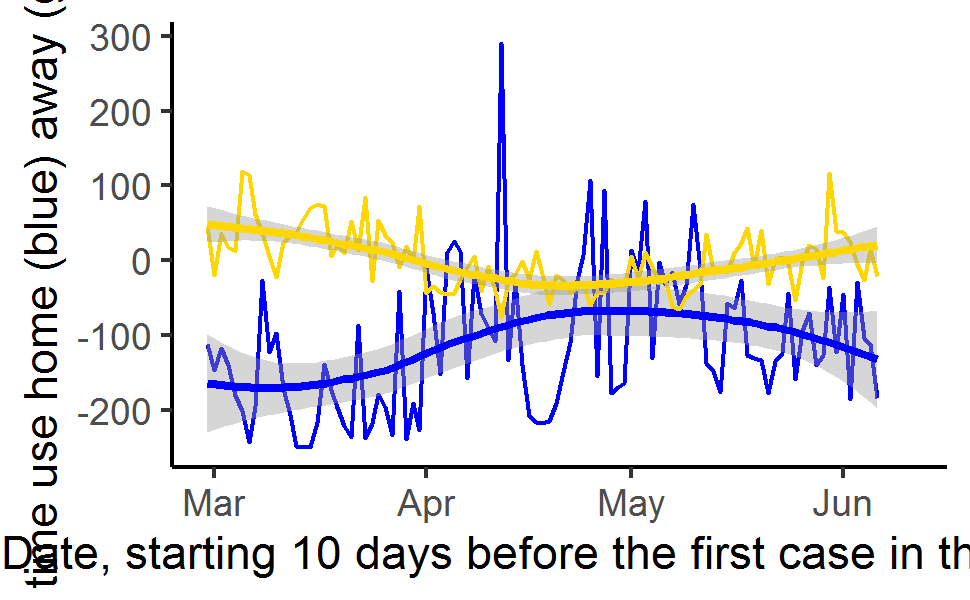 time use home (blue) away (g
300
200
100
0
-100
-200
Mar Apr May Jun
Date, starting 10 days before the first case in th